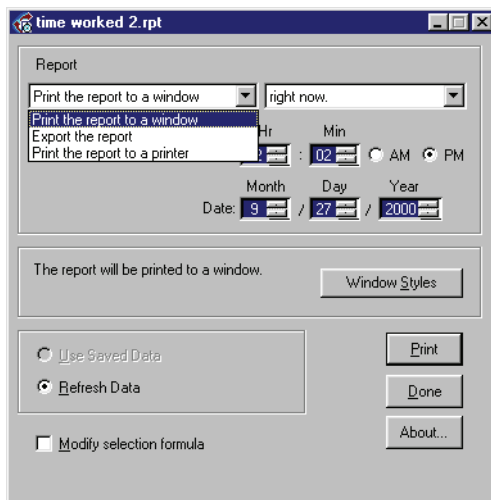 time worked 2.rpt
Report
Print the report to a window right now.
Print the report to a window
Export the report
Print the report to a printer
Hr Min
2 : 02 AM PM
Month Day Year
Date: 9 / 27 / 2000
The report will be printed to a window.
Window Styles
Use Saved Data
Refresh Data
Print
Done
About...
Modify selection formula